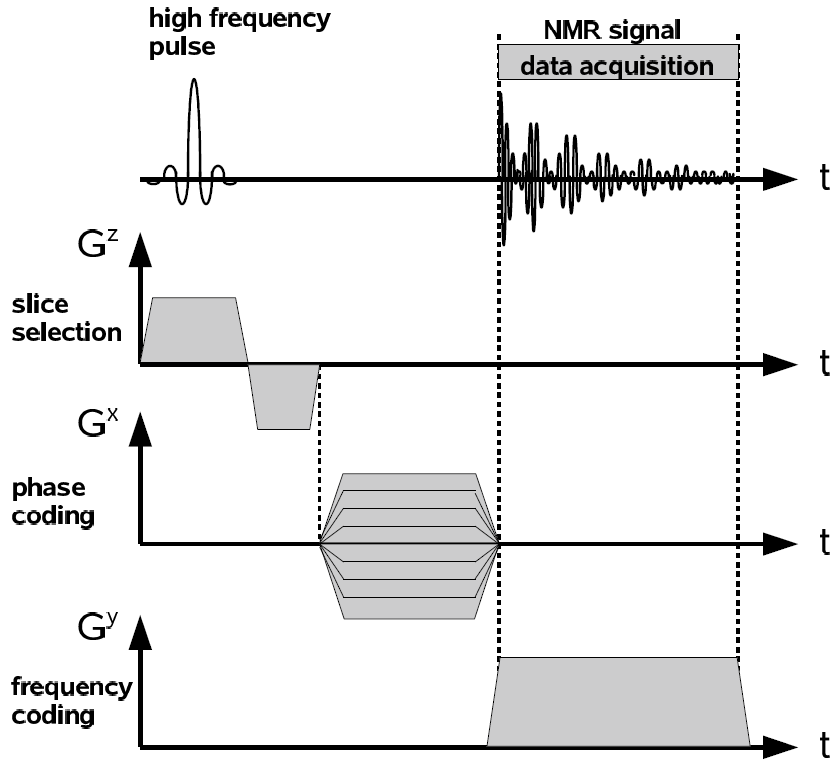 high frequency
pulse
NMR signal
data acquisition
t
G^z
slice
selection
t
G^x
phase
coding
t
G^y
frequency
coding
t